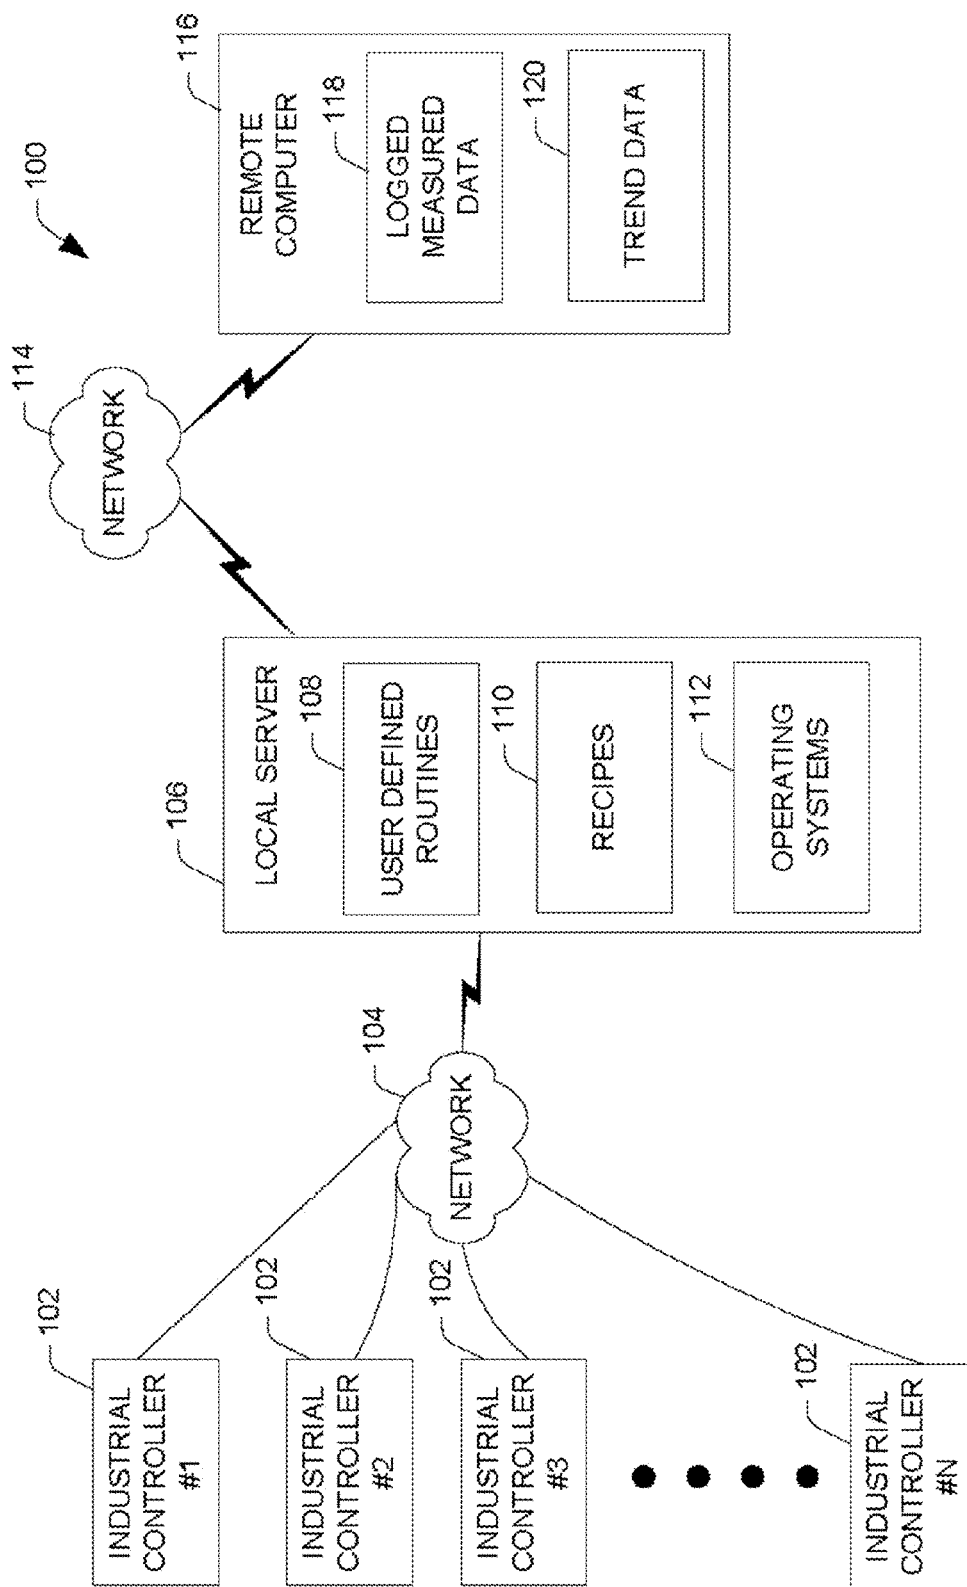 100
INDUSTRIAL
CONTROLLER
#1
102
INDUSTRIAL
CONTROLLER
#2
102
INDUSTRIAL
CONTROLLER
#3
102
INDUSTRIAL
CONTROLLER
#N
102
NETWORK
104
106
LOCAL SERVER
108
USER DEFINED
ROUTINES
110
RECIPES
112
OPERATING
SYSTEMS
NETWORK
114
116
REMOTE
COMPUTER
118
LOGGED
MEASURED
DATA
120
TREND DATA